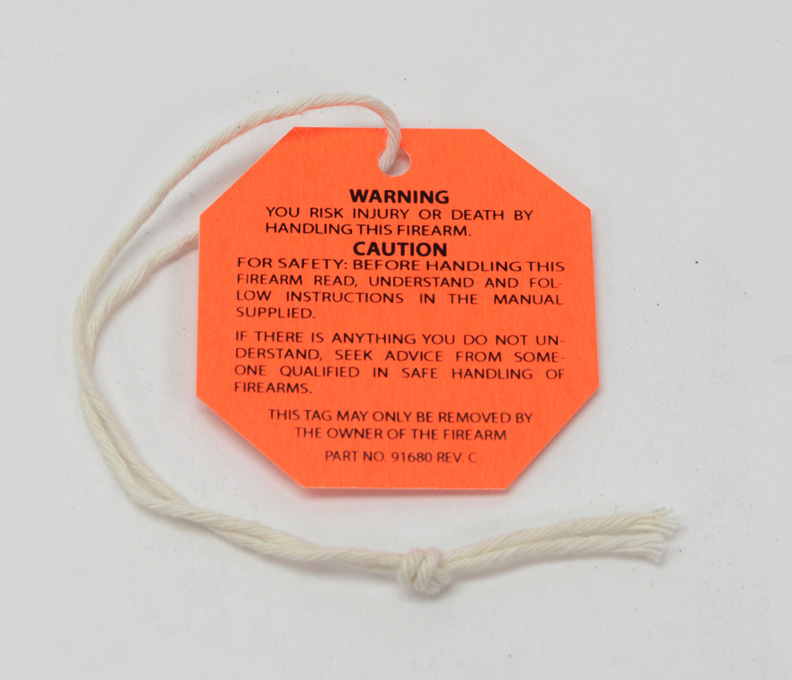 WARNING
YOU RISK INJURY OR DEATH BY
HANDLING THIS FIREARM.
CAUTION
FOR SAFETY: BEFORE HANDLING THIS
FIREARM READ, UNDERSTAND AND FOL-
LOW INSTRUCTIONS IN THE MANUAL
SUPPLIED.
IF THERE IS ANYTHING YOU DO NOT UN-
DERSTAND, SEEK ADVICE FROM SOME-
ONE QUALIFIED IN SAFE HANDLING OF
FIREARMS.
THIS TAG MAY ONLY BE REMOVED BY
THE OWNER OF THE FIREARM
PART NO. 91680 REV. C